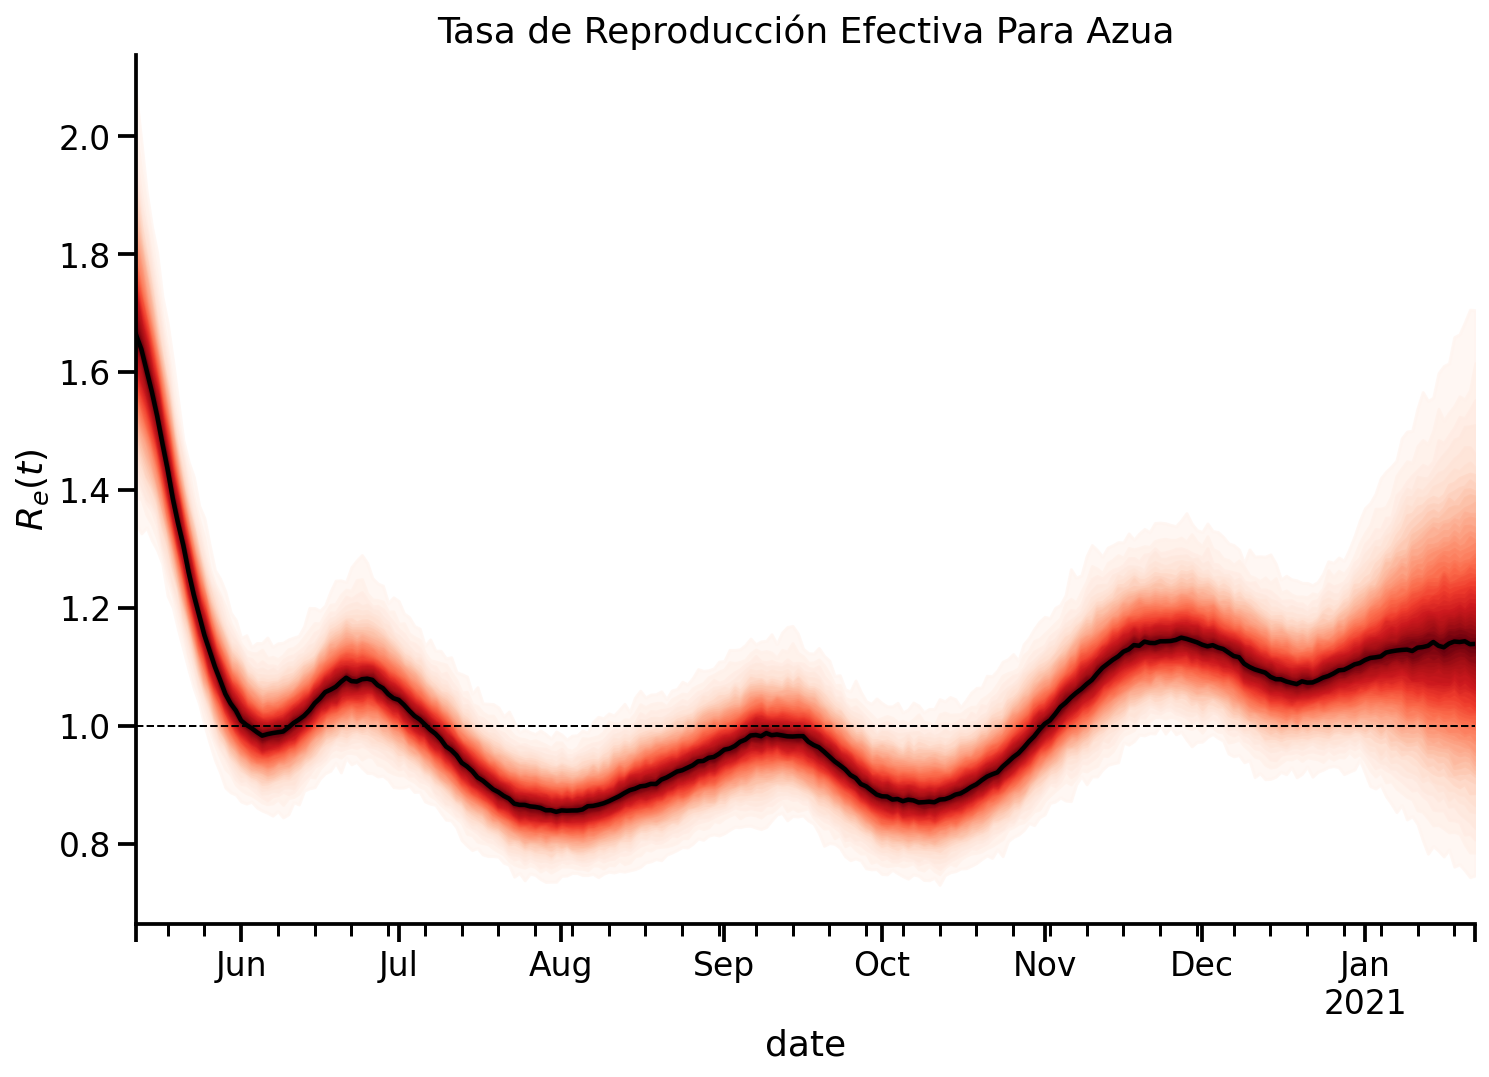 Tasa de Reproducción Efectiva Para Azua
2.0
1.8
1.6
1.4
1.2
1.0
0.8
Rₑ(t)
Jun Jul Aug Sep Oct Nov Dec Jan
2021
date